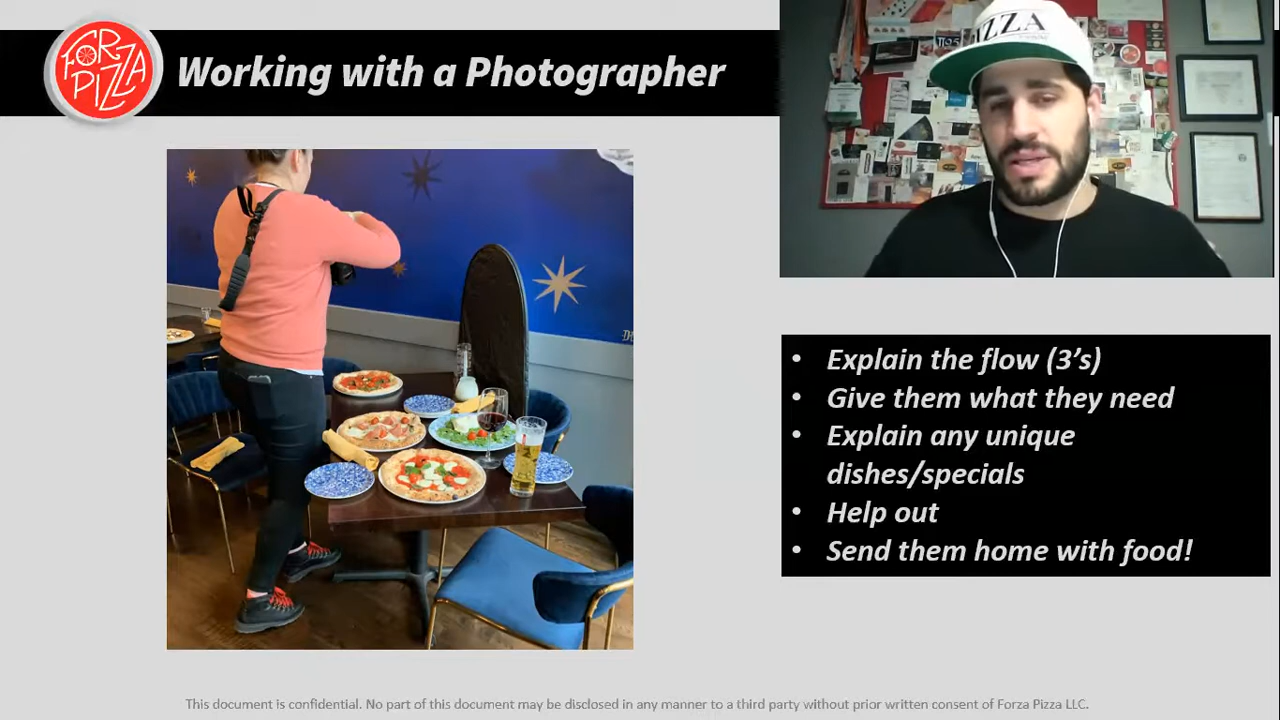 FORZA
PIZZA
Working with a Photographer
PIZZA
• Explain the flow (3's)
• Give them what they need
• Explain any unique
dishes/specials
• Help out
• Send them home with food!
This document is confidential. No part of this document may be disclosed in any manner to a third party without prior written consent of Forza Pizza LLC.